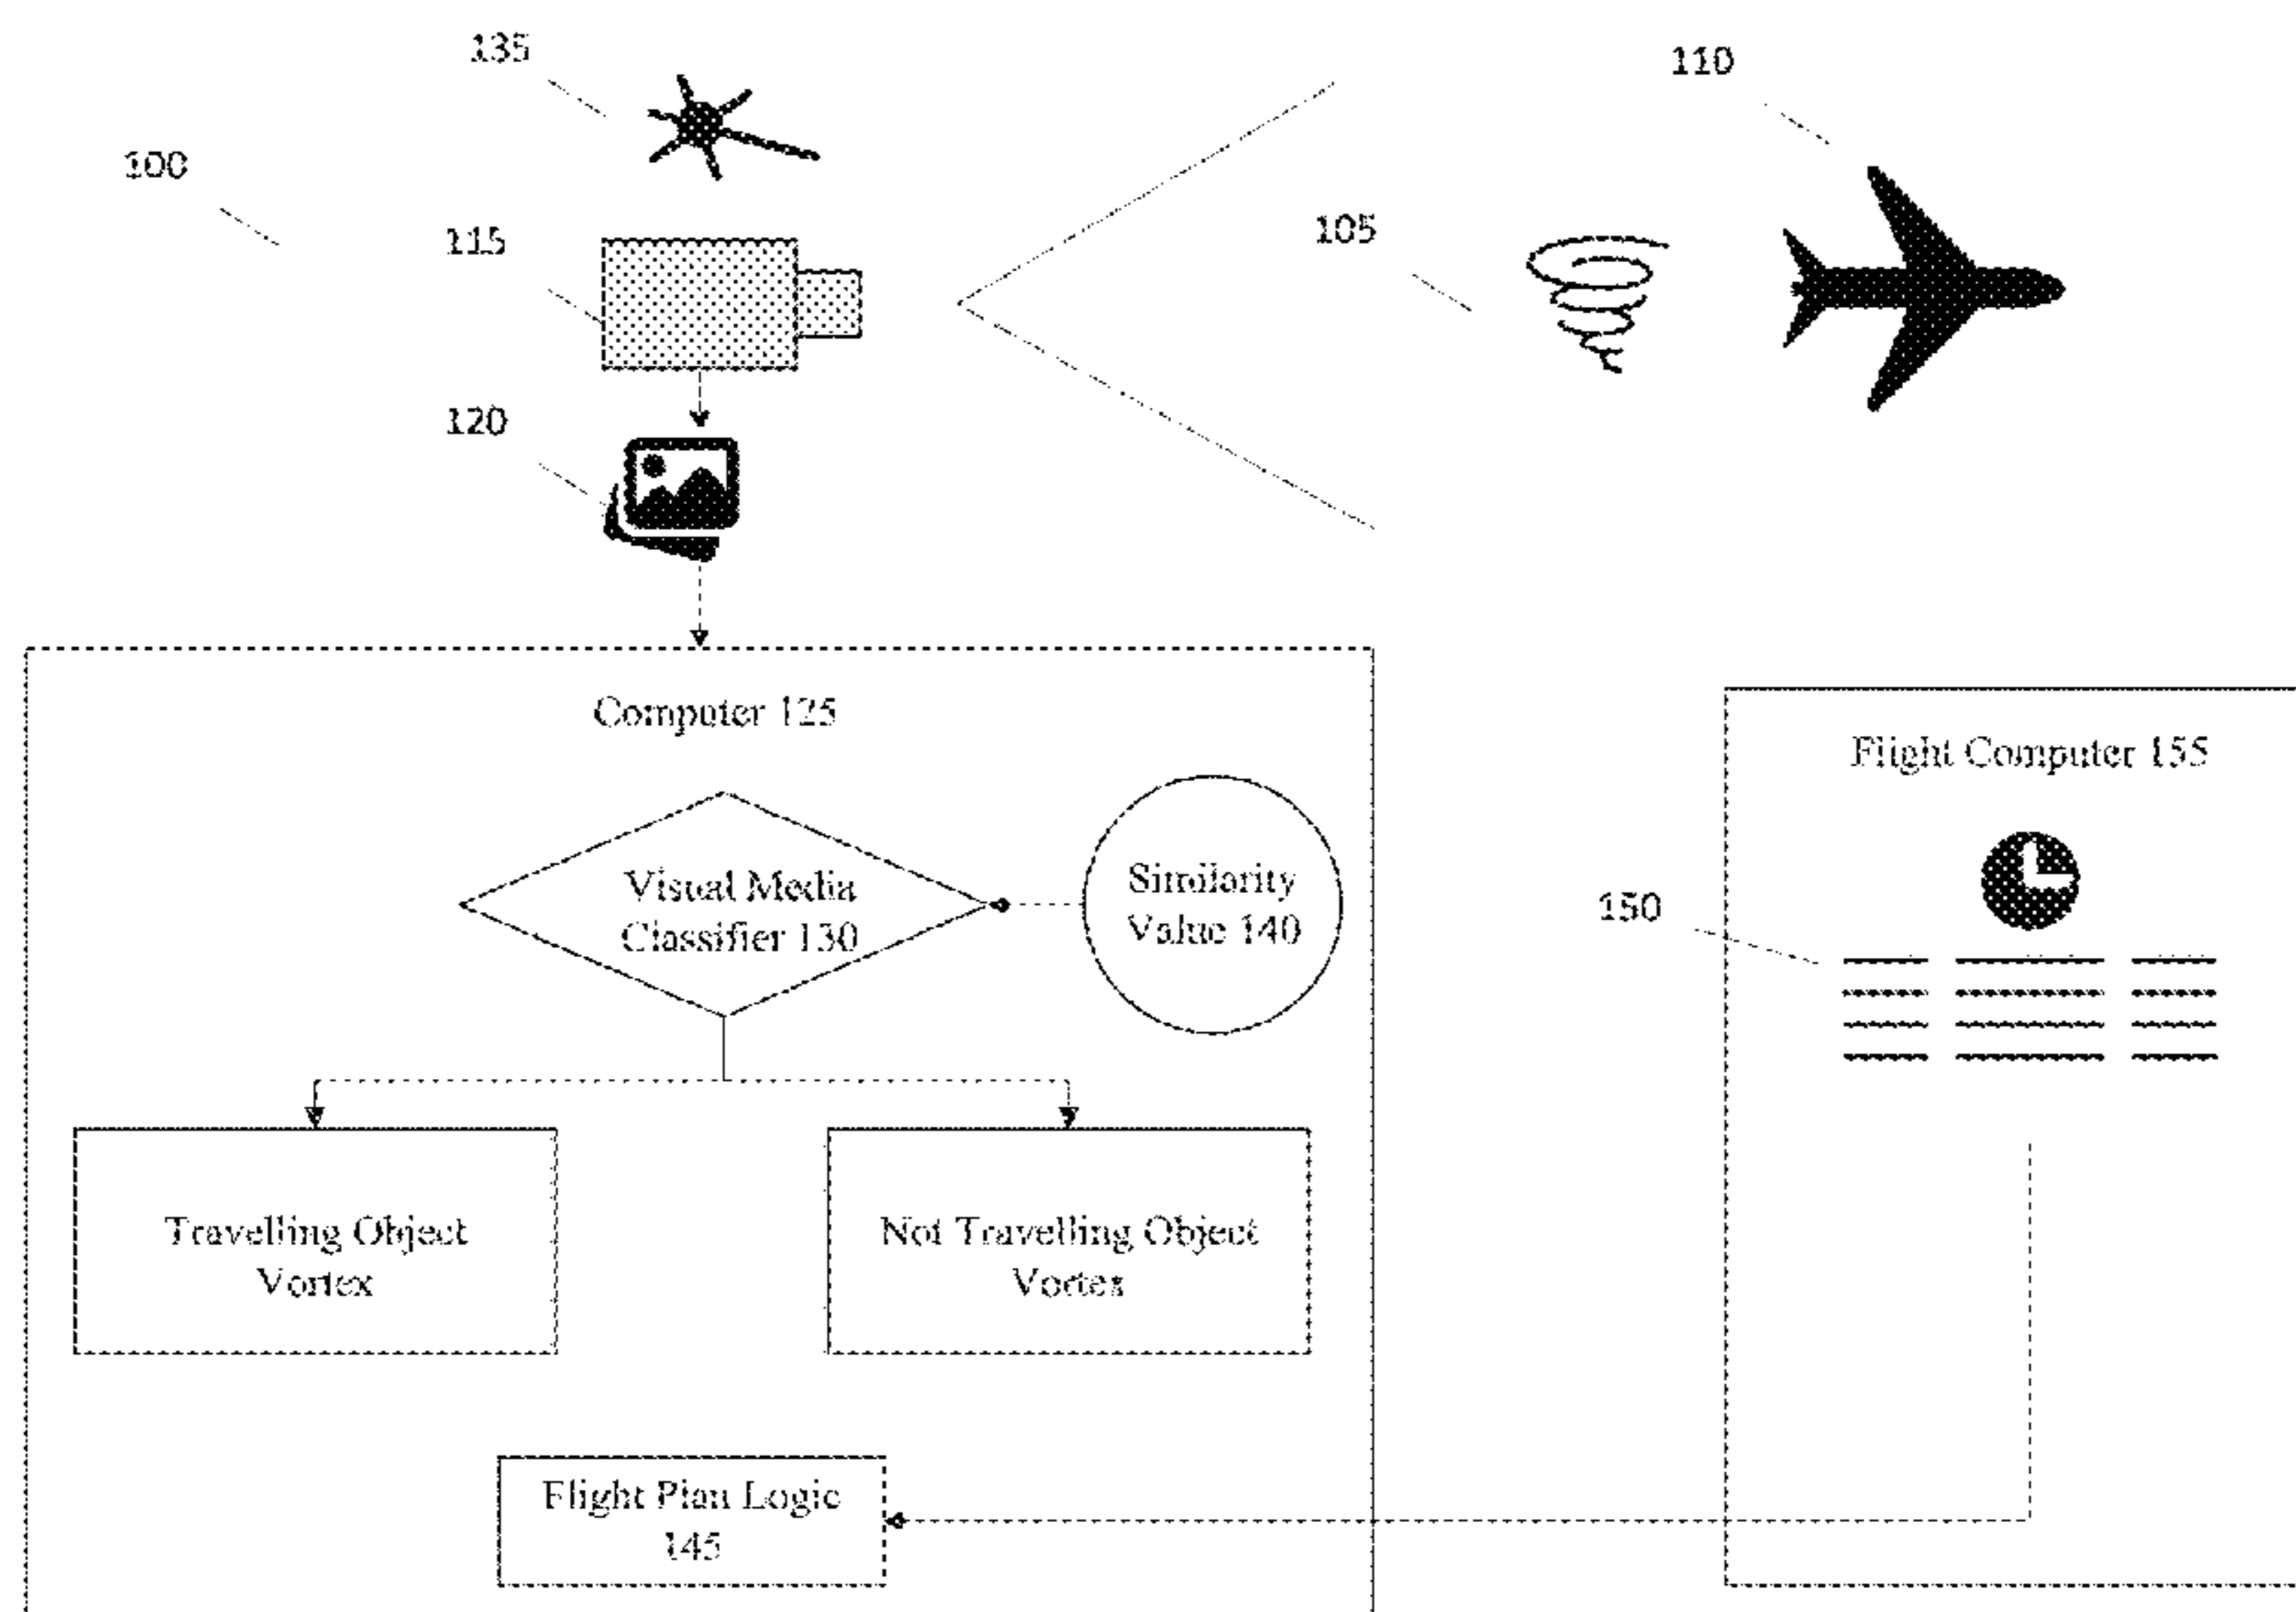 135
110
100
115
105
120
Computer 125
Flight Computer 155
Visual Media
Classifier 130
Similarity
Value 140
150
Travelling Object
Vortex
Not Travelling Object
Vortex
Flight Plan Logic
145